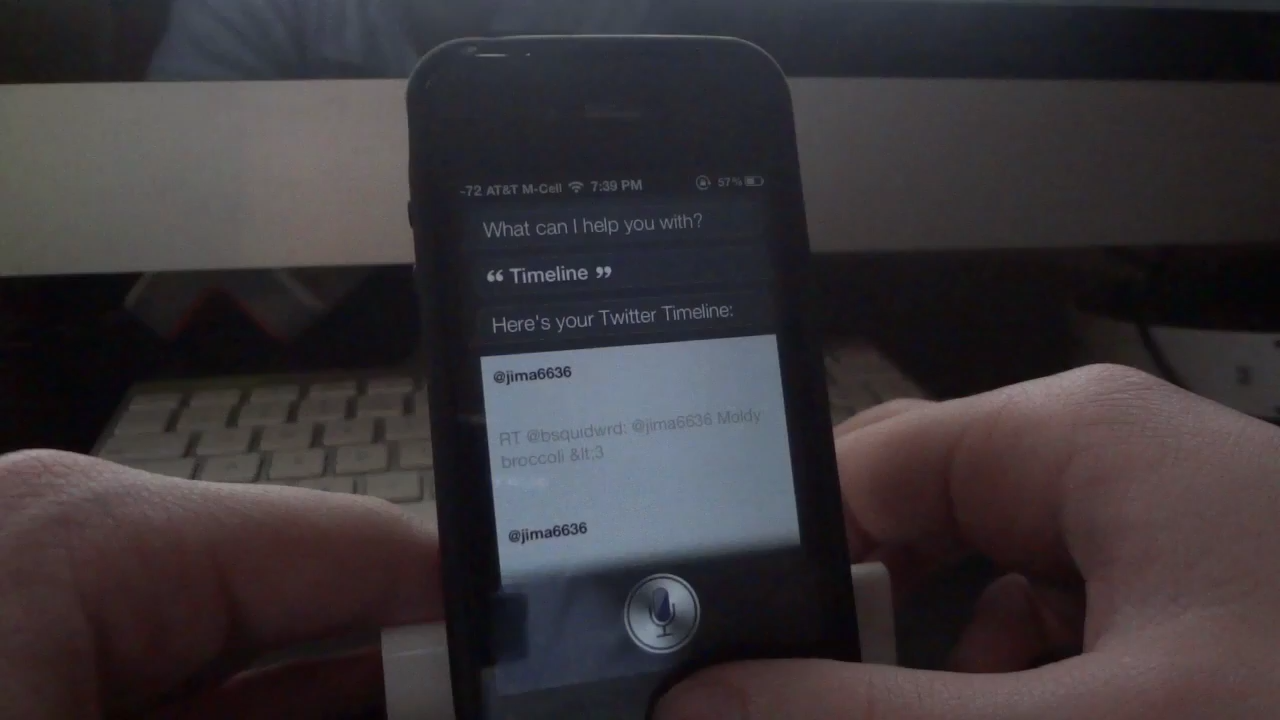 -72 AT&T M-Cell 7:39 PM 57%
What can I help you with?
“ Timeline ”
Here's your Twitter Timeline:
@jima6636
RT @bsquidwrd: @jima6636 Moldy
broccoli &lt;3
@jima6636